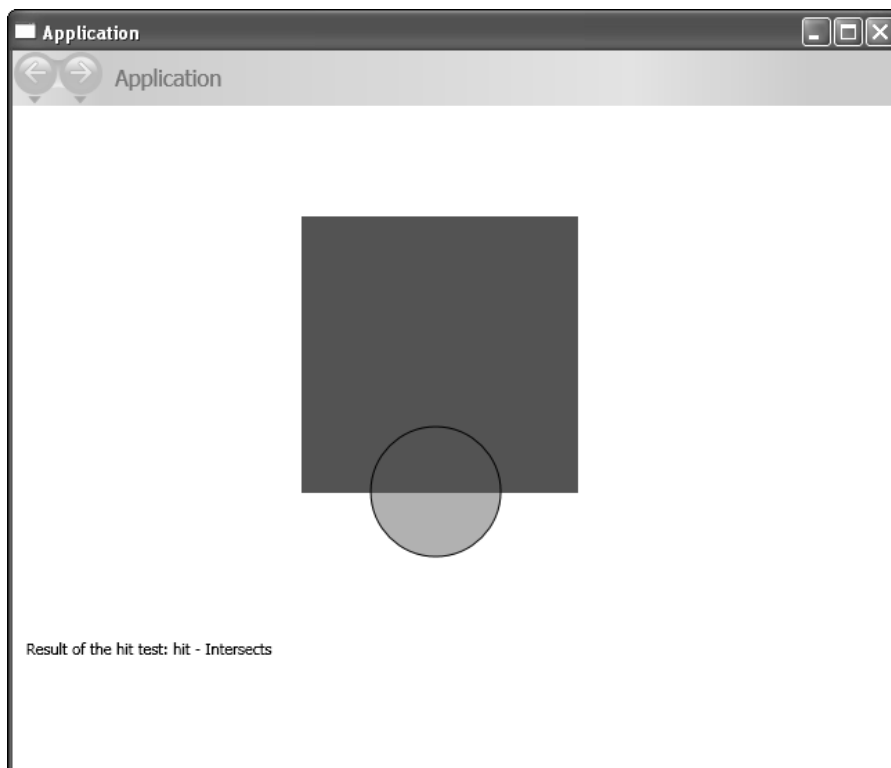 Application
Application
Result of the hit test: hit - Intersects